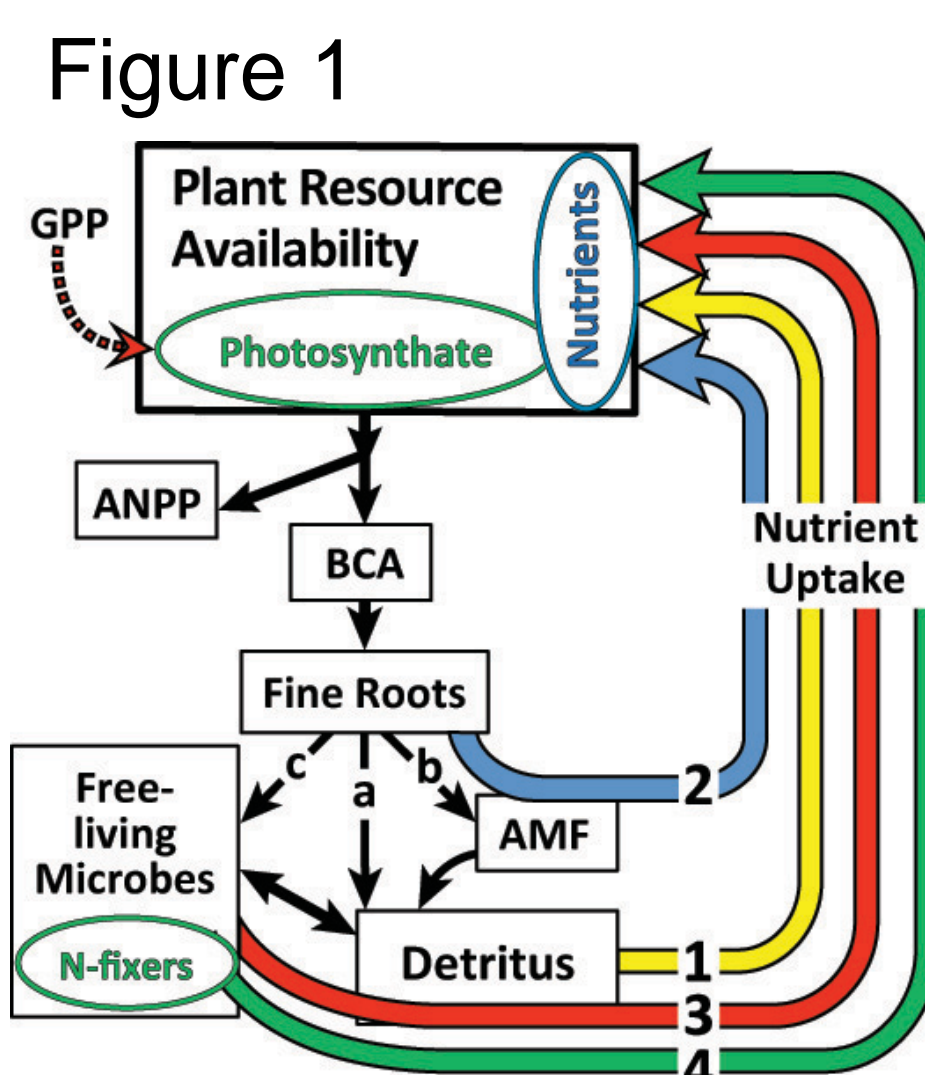 Figure 1
Plant Resource
Availability
Nutrients
GPP
Photosynthate
ANPP
BCA
Nutrient
Uptake
Fine Roots
c
a
b
2
Free-
living
Microbes
AMF
N-fixers
Detritus
1
3
4